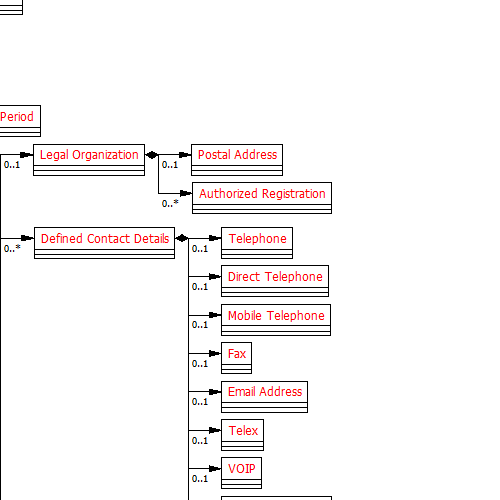 Period
Legal Organization
0..1
Postal Address
0..1
Authorized Registration
0..*
Defined Contact Details
0..*
Telephone
0..1
Direct Telephone
0..1
Mobile Telephone
0..1
Fax
0..1
Email Address
0..1
Telex
0..1
VOIP
0..1